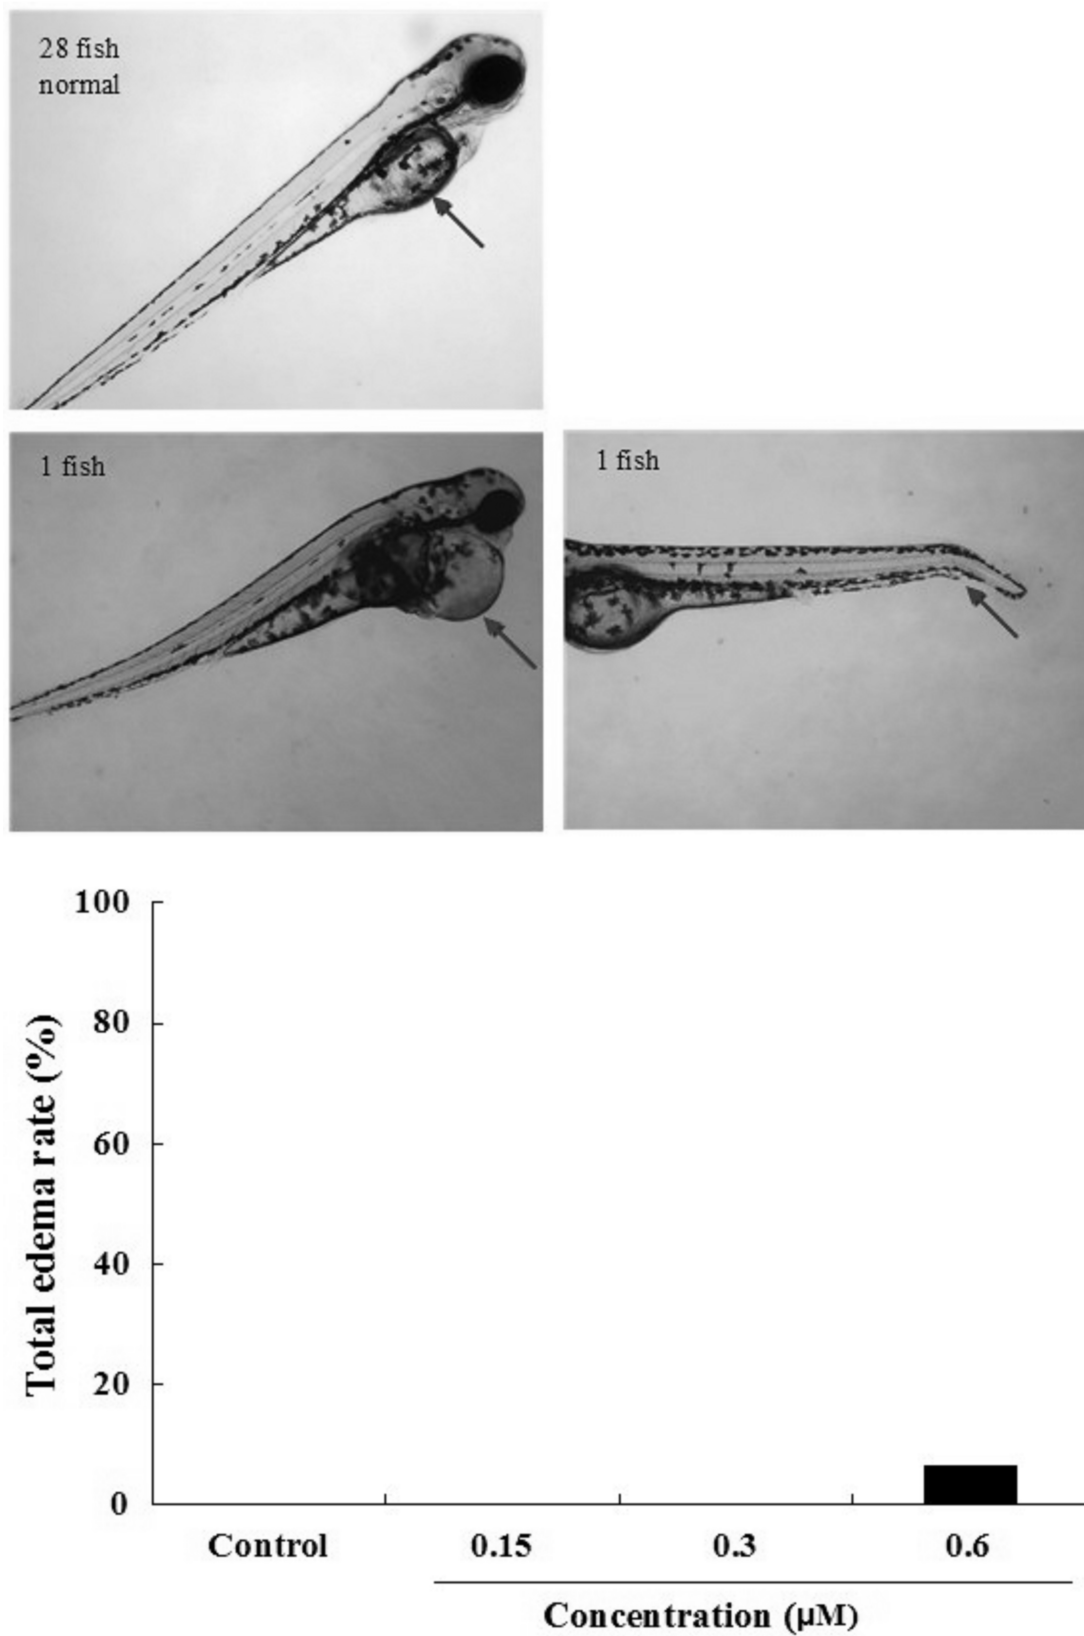 28 fish
normal
1 fish
1 fish
100
80
60
40
20
0
Total edema rate (%)
Control 0.15 0.3 0.6
Concentration (μM)